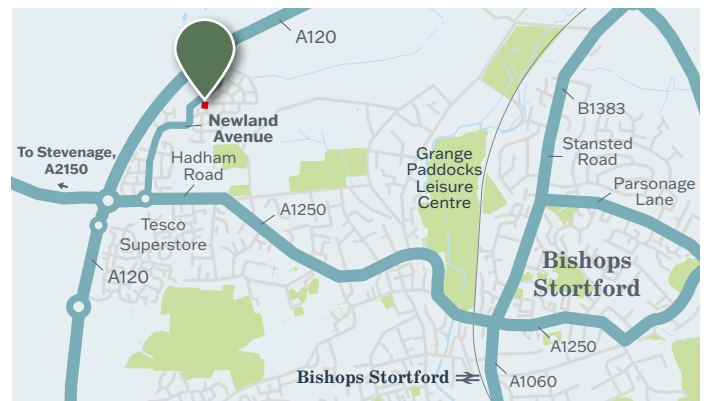 A120
Newland
Avenue
To Stevenage,
A2150
Hadham
Road
A1250
Tesco
Superstore
A120
Grange
Paddocks
Leisure
Centre
B1383
Stansted
Road
Parsonage
Lane
Bishops
Stortford
A1250
Bishops Stortford
A1060